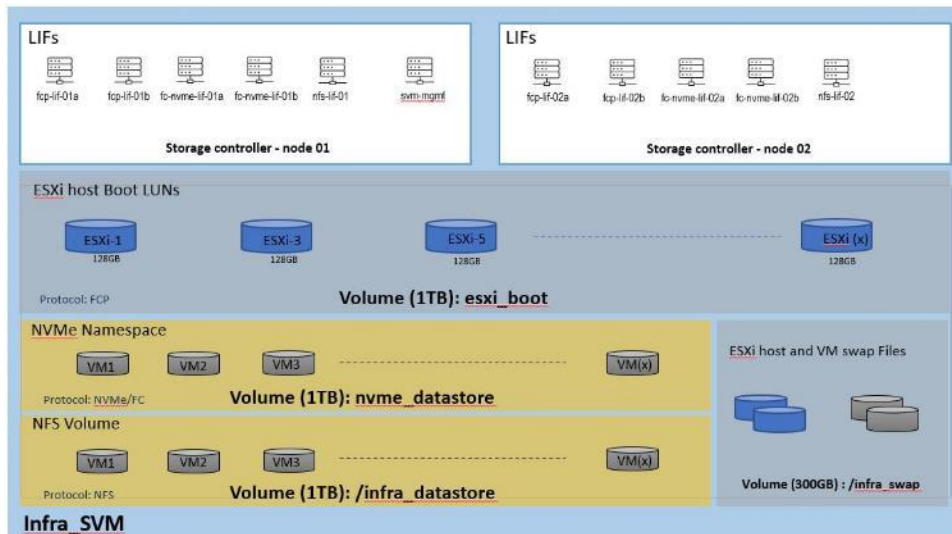 LIFs
fcp-lif-01a fcp-lif-01b fc-nvme-lif-01a fc-nvme-lif-01b nfs-lif-01 svm-mgmt
Storage controller - node 01
LIFs
fcp-lif-02a fcp-lif-02b fc-nvme-lif-02a fc-nvme-lif-02b nfs-lif-02
Storage controller - node 02
ESXi host Boot LUNs
ESXi-1 ESXi-3 ESXi-5 ESXi (x)
128GB 128GB 128GB 128GB
Protocol: FCP
Volume (1TB): esxi_boot
NVMe Namespace
VM1 VM2 VM3 VM(x)
Protocol: NVMe/FC
Volume (1TB): nvme_datastore
NFS Volume
VM1 VM2 VM3 VM(x)
Protocol: NFS
Volume (1TB): /infra_datastore
ESXi host and VM swap Files
Volume (300GB) : /infra_swap
Infra_SVM